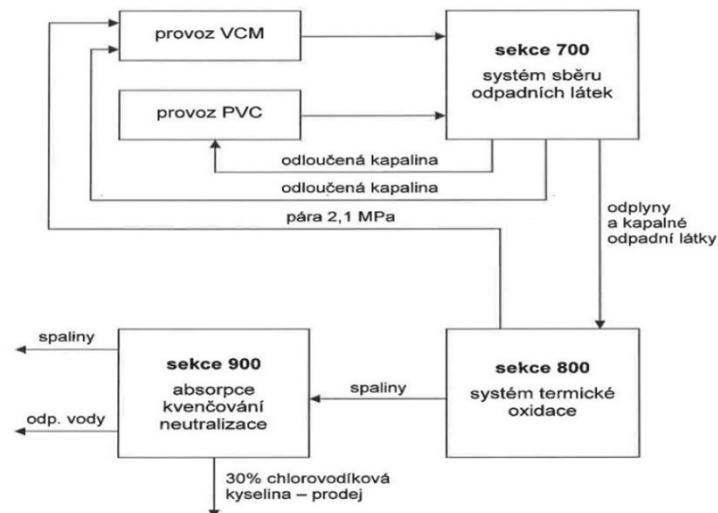 provoz VCM
sekce 700
systém sběru
odpadních látek
provoz PVC
odloučená kapalina
odloučená kapalina
pára 2,1 MPa
odplyny
a kapalné
odpadní látky
spaliny
sekce 900
absorpce
kvenčování
neutralizace
odp. vody
spaliny
sekce 800
systém termické
oxidace
30% chlorovodíková
kyselina – prodej